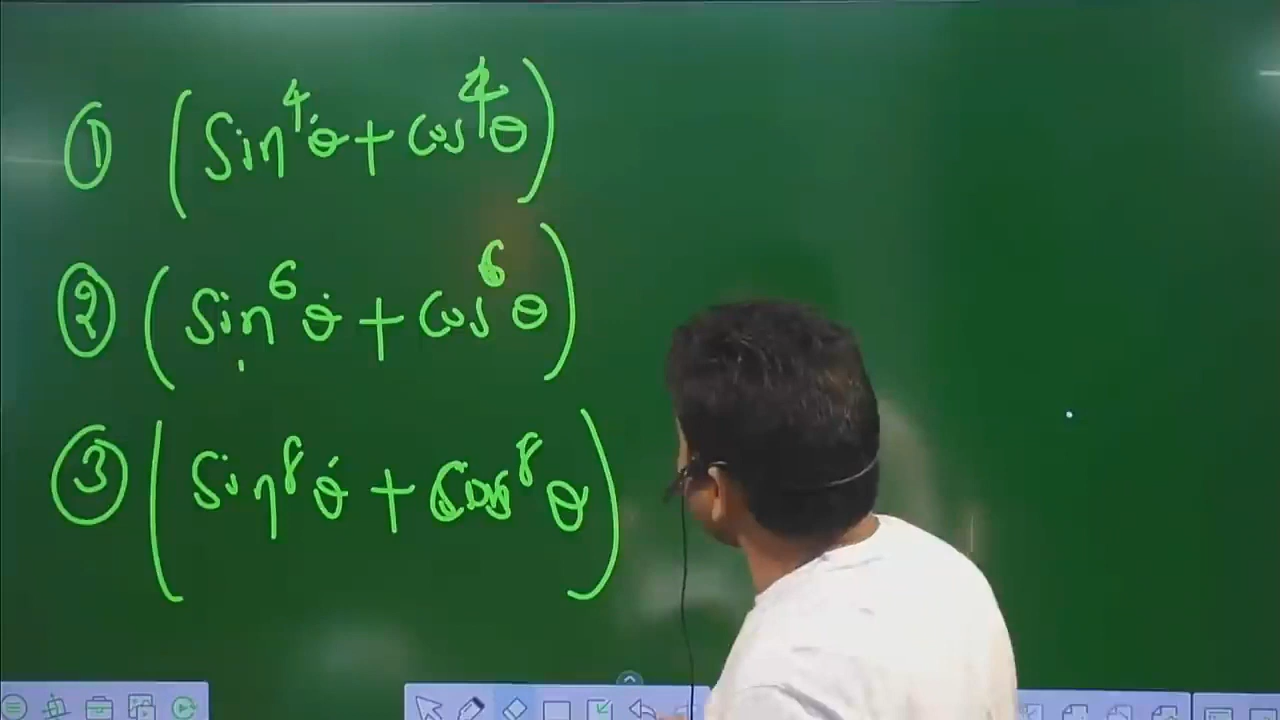 ① (Sin⁴θ + Cos⁴θ)
② (Sin⁶θ + Cos⁶θ)
③ (Sin⁸θ + Cos⁸θ)